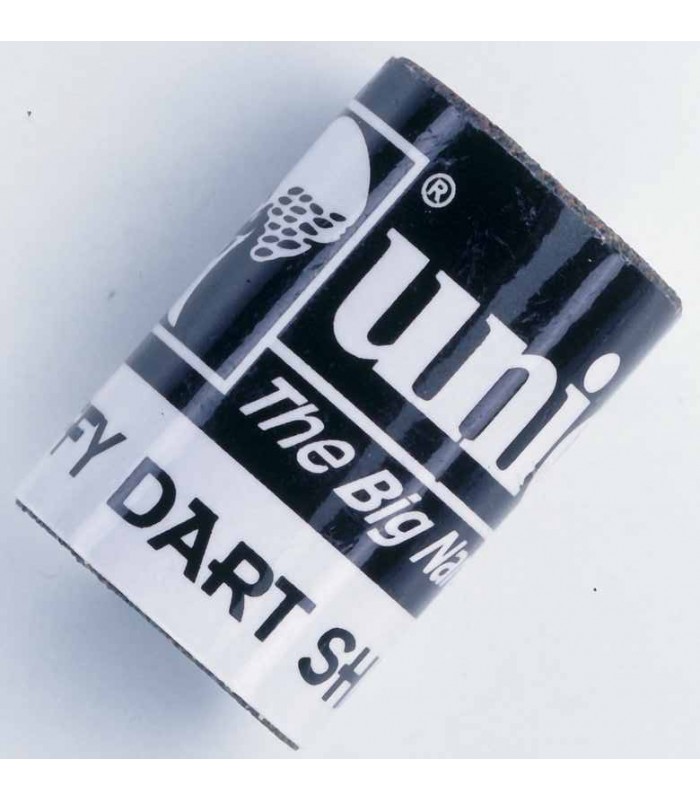 ®
uni
The Big Na
FY DART SH